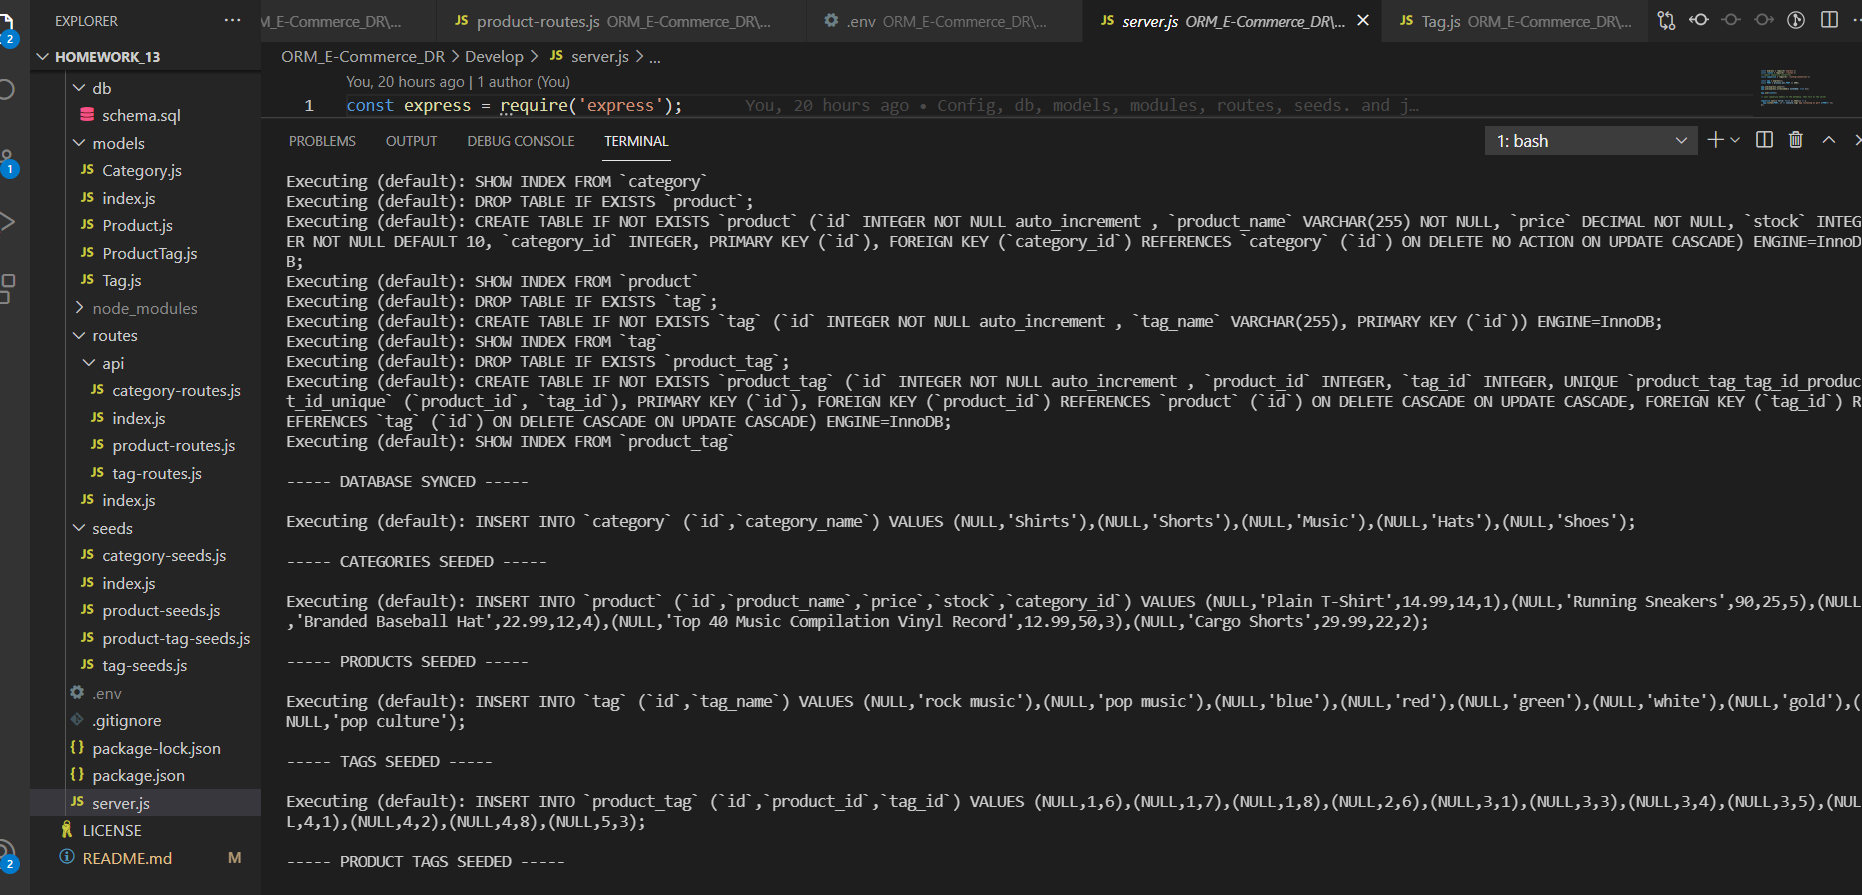 EXPLORER
HOMEWORK_13
db
schema.sql
models
JS Category.js
JS index.js
JS Product.js
JS ProductTag.js
JS Tag.js
node_modules
routes
api
JS category-routes.js
JS index.js
JS product-routes.js
JS tag-routes.js
JS index.js
seeds
JS category-seeds.js
JS index.js
JS product-seeds.js
JS product-tag-seeds.js
JS tag-seeds.js
.env
.gitignore
{} package-lock.json
{} package.json
JS server.js
LICENSE
README.md M
2
1
2
M_E-Commerce_DR\... JS product-routes.js ORM_E-Commerce_DR\... .env ORM_E-Commerce_DR\... JS server.js ORM_E-Commerce_DR\... JS Tag.js ORM_E-Commerce_DR\...
ORM_E-Commerce_DR > Develop > JS server.js > ...
You, 20 hours ago | 1 author (You)
1 const express = require('express'); You, 20 hours ago • Config, db, models, modules, routes, seeds. and j…
PROBLEMS OUTPUT DEBUG CONSOLE TERMINAL 1: bash
Executing (default): SHOW INDEX FROM `category`
Executing (default): DROP TABLE IF EXISTS `product`;
Executing (default): CREATE TABLE IF NOT EXISTS `product` (`id` INTEGER NOT NULL auto_increment , `product_name` VARCHAR(255) NOT NULL, `price` DECIMAL NOT NULL, `stock` INTEG
ER NOT NULL DEFAULT 10, `category_id` INTEGER, PRIMARY KEY (`id`), FOREIGN KEY (`category_id`) REFERENCES `category` (`id`) ON DELETE NO ACTION ON UPDATE CASCADE) ENGINE=InnoD
B;
Executing (default): SHOW INDEX FROM `product`
Executing (default): DROP TABLE IF EXISTS `tag`;
Executing (default): CREATE TABLE IF NOT EXISTS `tag` (`id` INTEGER NOT NULL auto_increment , `tag_name` VARCHAR(255), PRIMARY KEY (`id`)) ENGINE=InnoDB;
Executing (default): SHOW INDEX FROM `tag`
Executing (default): DROP TABLE IF EXISTS `product_tag`;
Executing (default): CREATE TABLE IF NOT EXISTS `product_tag` (`id` INTEGER NOT NULL auto_increment , `product_id` INTEGER, `tag_id` INTEGER, UNIQUE `product_tag_tag_id_produc
t_id_unique` (`product_id`, `tag_id`), PRIMARY KEY (`id`), FOREIGN KEY (`product_id`) REFERENCES `product` (`id`) ON DELETE CASCADE ON UPDATE CASCADE, FOREIGN KEY (`tag_id`) R
EFERENCES `tag` (`id`) ON DELETE CASCADE ON UPDATE CASCADE) ENGINE=InnoDB;
Executing (default): SHOW INDEX FROM `product_tag`
----- DATABASE SYNCED -----
Executing (default): INSERT INTO `category` (`id`,`category_name`) VALUES (NULL,'Shirts'),(NULL,'Shorts'),(NULL,'Music'),(NULL,'Hats'),(NULL,'Shoes');
----- CATEGORIES SEEDED -----
Executing (default): INSERT INTO `product` (`id`,`product_name`,`price`,`stock`,`category_id`) VALUES (NULL,'Plain T-Shirt',14.99,14,1),(NULL,'Running Sneakers',90,25,5),(NULL
,'Branded Baseball Hat',22.99,12,4),(NULL,'Top 40 Music Compilation Vinyl Record',12.99,50,3),(NULL,'Cargo Shorts',29.99,22,2);
----- PRODUCTS SEEDED -----
Executing (default): INSERT INTO `tag` (`id`,`tag_name`) VALUES (NULL,'rock music'),(NULL,'pop music'),(NULL,'blue'),(NULL,'red'),(NULL,'green'),(NULL,'white'),(NULL,'gold'),(
NULL,'pop culture');
----- TAGS SEEDED -----
Executing (default): INSERT INTO `product_tag` (`id`,`product_id`,`tag_id`) VALUES (NULL,1,6),(NULL,1,7),(NULL,1,8),(NULL,2,6),(NULL,3,1),(NULL,3,3),(NULL,3,4),(NULL,3,5),(NUL
L,4,1),(NULL,4,2),(NULL,4,8),(NULL,5,3);
----- PRODUCT TAGS SEEDED -----